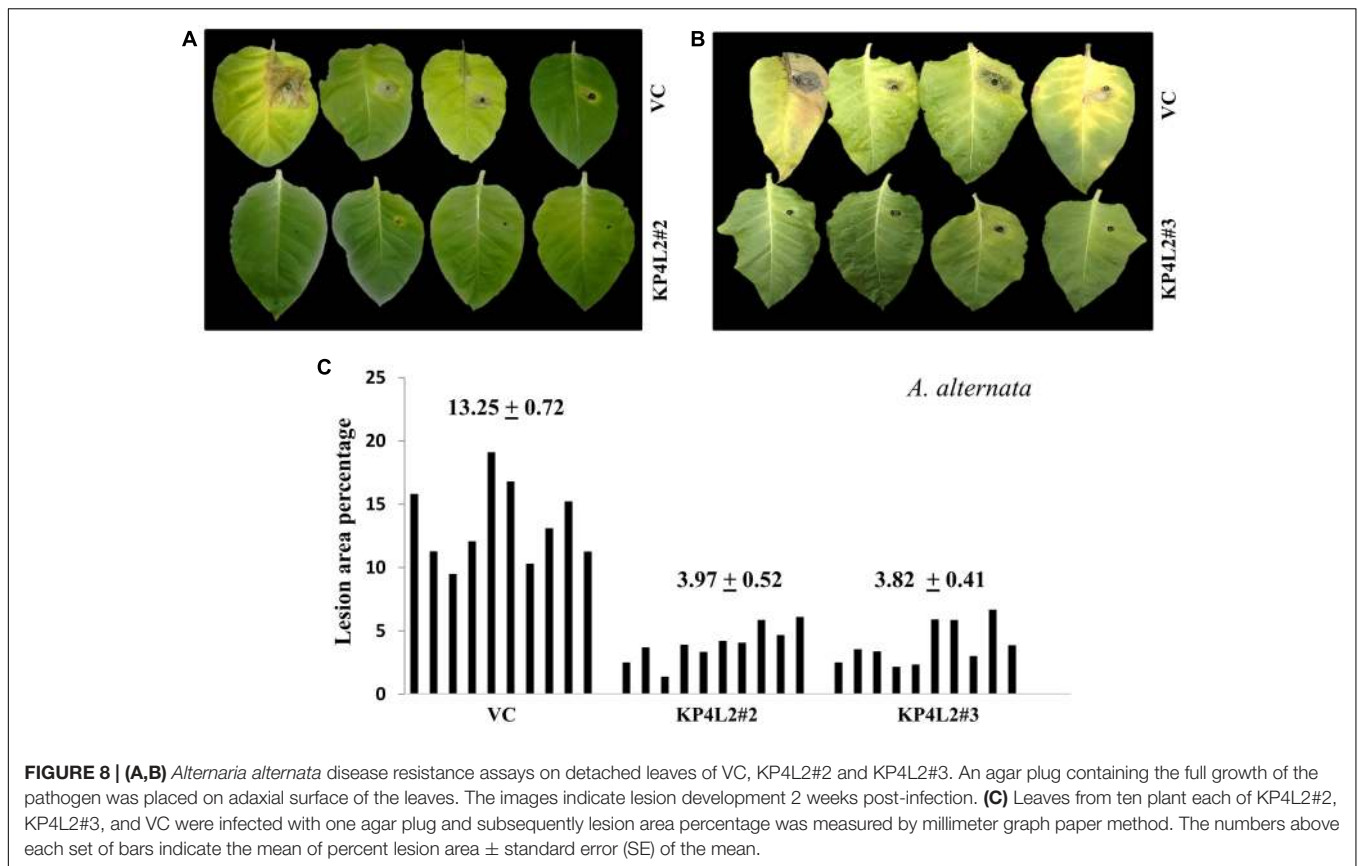 A
VC
KP4L2#2
B
VC
KP4L2#3
C
A. alternata
Lesion area percentage
25
20
15
10
5
0
13.25 ± 0.72
3.97 ± 0.52
3.82 ± 0.41
VC
KP4L2#2
KP4L2#3
FIGURE 8 | (A,B) Alternaria alternata disease resistance assays on detached leaves of VC, KP4L2#2 and KP4L2#3. An agar plug containing the full growth of the
pathogen was placed on adaxial surface of the leaves. The images indicate lesion development 2 weeks post-infection. (C) Leaves from ten plant each of KP4L2#2,
KP4L2#3, and VC were infected with one agar plug and subsequently lesion area percentage was measured by millimeter graph paper method. The numbers above
each set of bars indicate the mean of percent lesion area ± standard error (SE) of the mean.